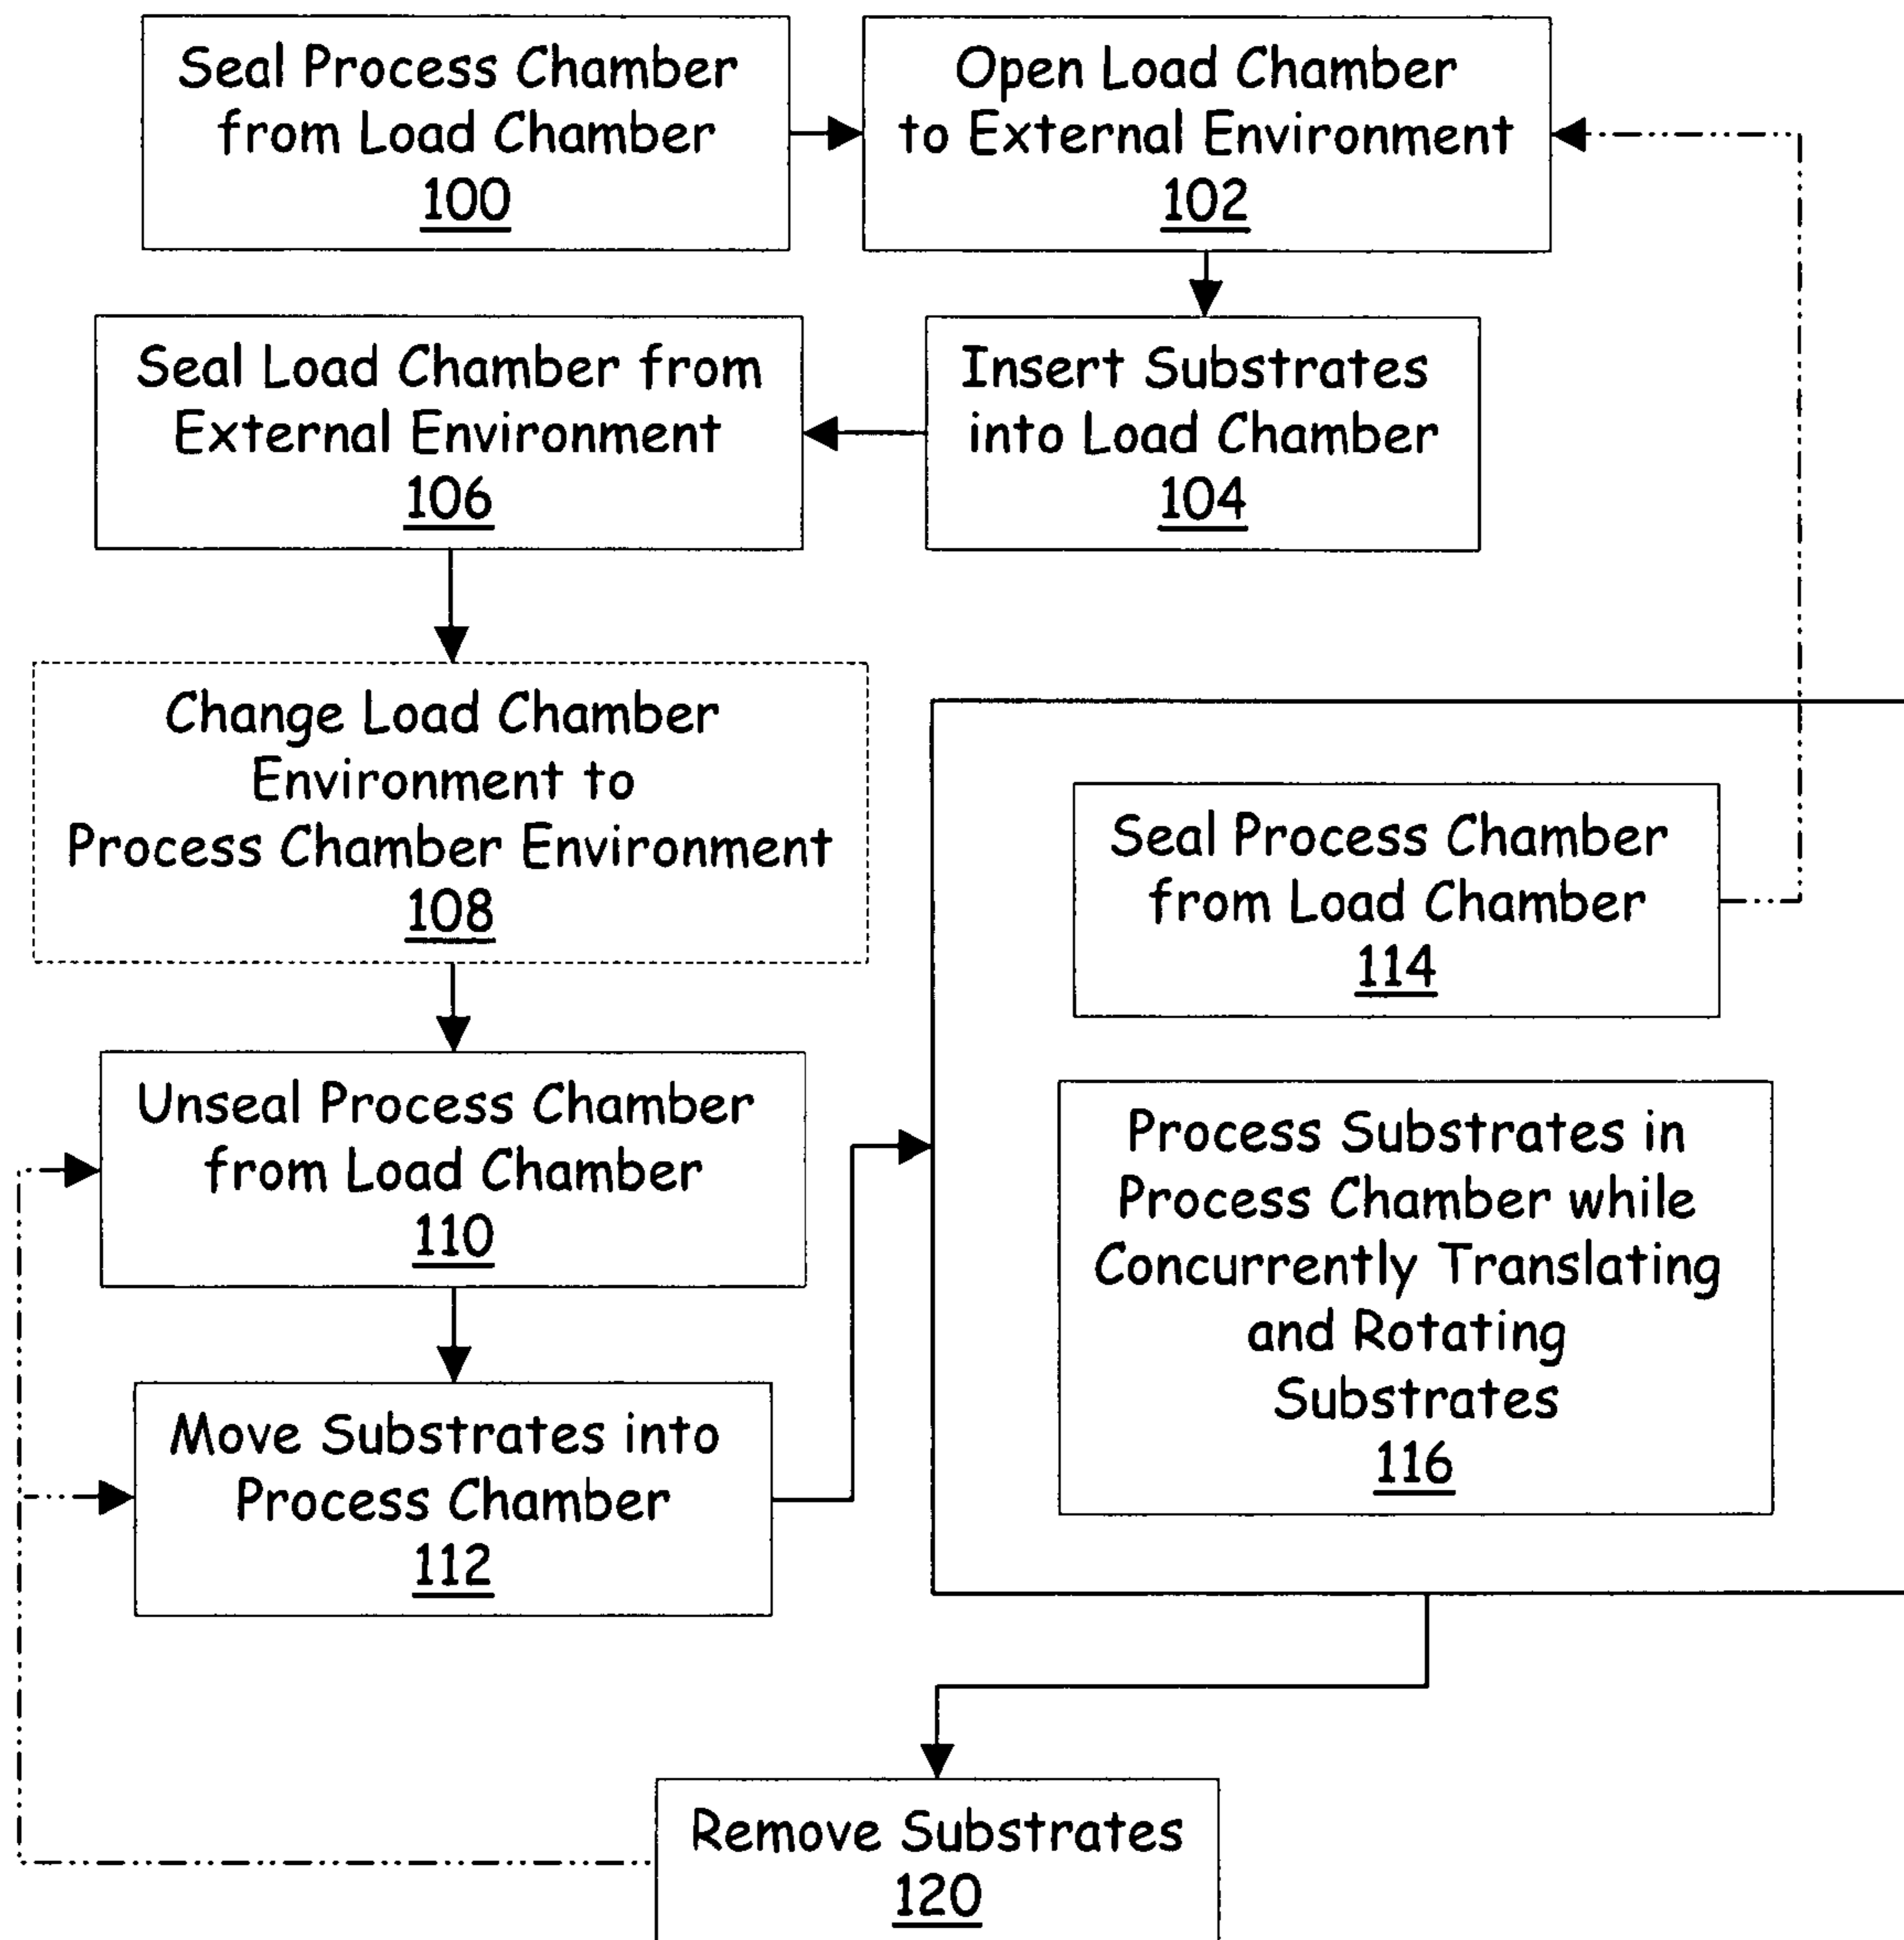 Seal Process Chamber
from Load Chamber
100
Open Load Chamber
to External Environment
102
Insert Substrates
into Load Chamber
104
Seal Load Chamber from
External Environment
106
Change Load Chamber
Environment to
Process Chamber Environment
108
Unseal Process Chamber
from Load Chamber
110
Move Substrates into
Process Chamber
112
Seal Process Chamber
from Load Chamber
114
Process Substrates in
Process Chamber while
Concurrently Translating
and Rotating
Substrates
116
Remove Substrates
120